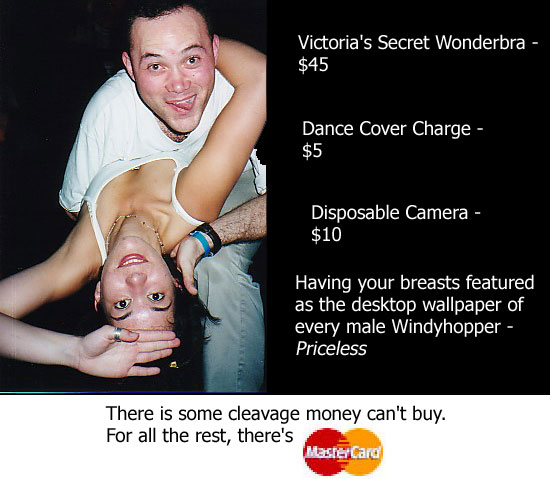 Victoria's Secret Wonderbra -
$45
Dance Cover Charge -
$5
Disposable Camera -
$10
Having your breasts featured
as the desktop wallpaper of
every male Windyhopper -
Priceless
There is some cleavage money can't buy.
For all the rest, there's
MasterCard